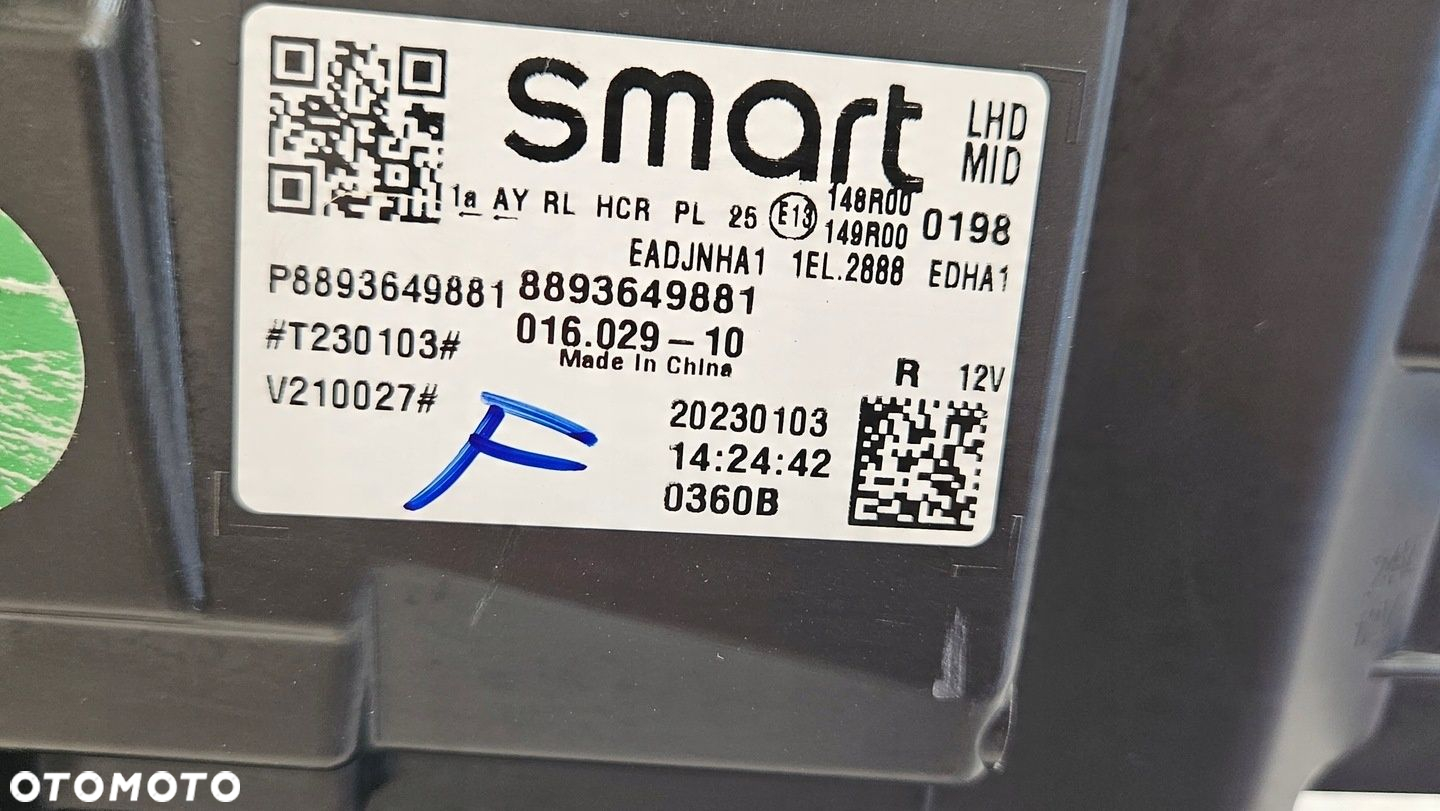 smart
LHD
MID
1a AY RL HCR PL 25 E13 148R00 0198
149R00
EADJNHA1 1EL.2888 EDHA1
P8893649881 8893649881
#T230103# 016.029-10
Made In China
V210027#
R 12V
20230103
14:24:42
0360B
F
OTOMOTO